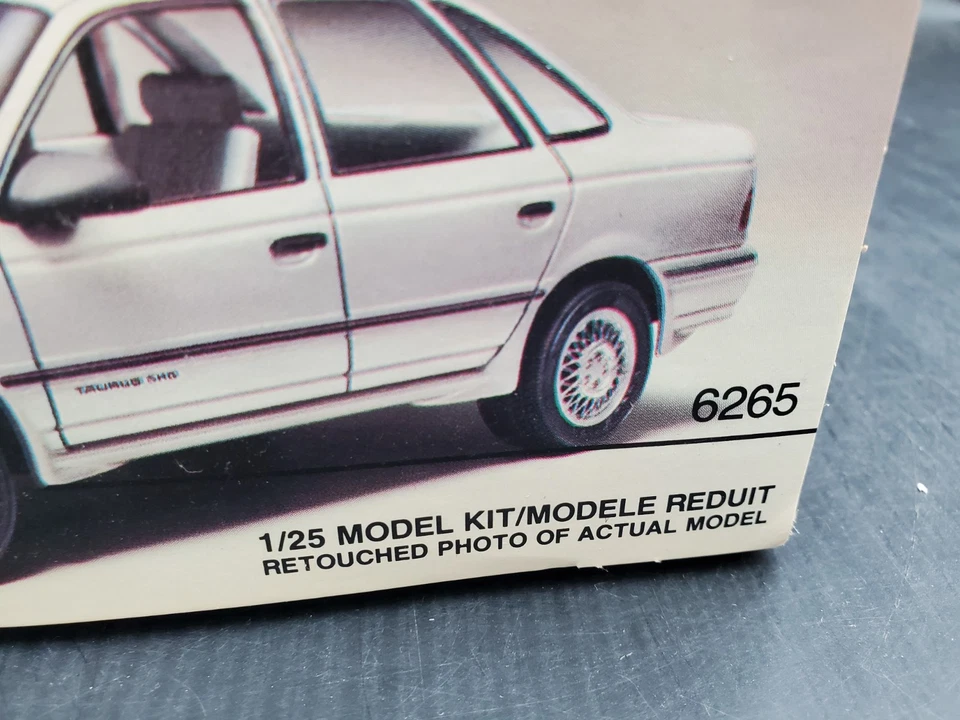 TAURUS SHO
6265
1/25 MODEL KIT/MODELE REDUIT
RETOUCHED PHOTO OF ACTUAL MODEL